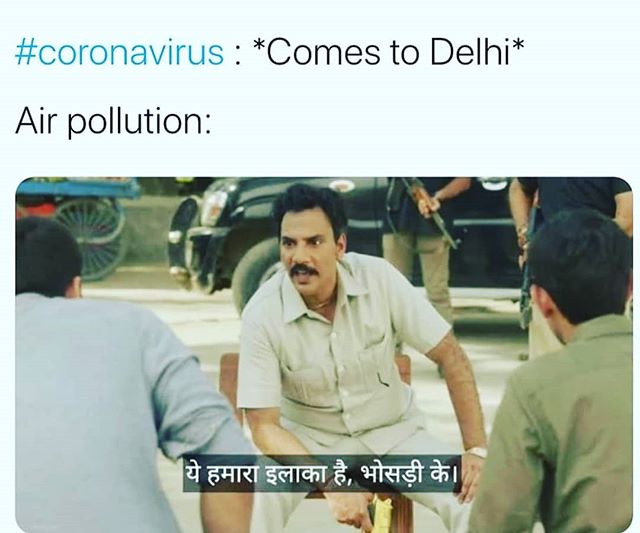 #coronavirus : *Comes to Delhi*
Air pollution:
ये हमारा इलाका है, भोसड़ी के।